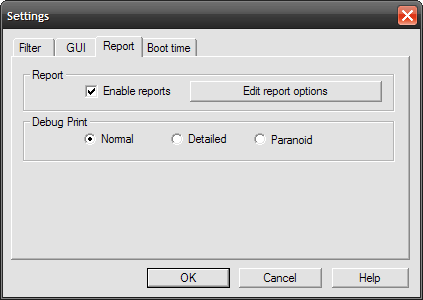 Settings
Filter GUI Report Boot time
Report
Enable reports Edit report options
Debug Print
Normal Detailed Paranoid
OK Cancel Help